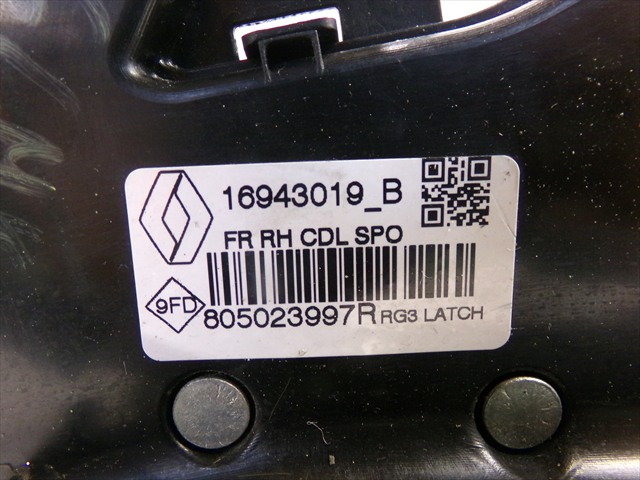 16943019_B
FR RH CDL SPO
9FD
805023997R RG3 LATCH